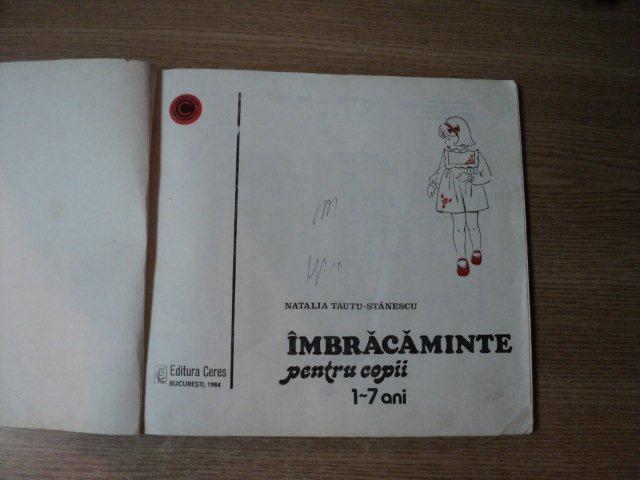 NATALIA TĂUTU-STĂNESCU
ÎMBRĂCĂMINTE
pentru copii
1~7 ani
Editura Ceres
BUCUREȘTI, 1984